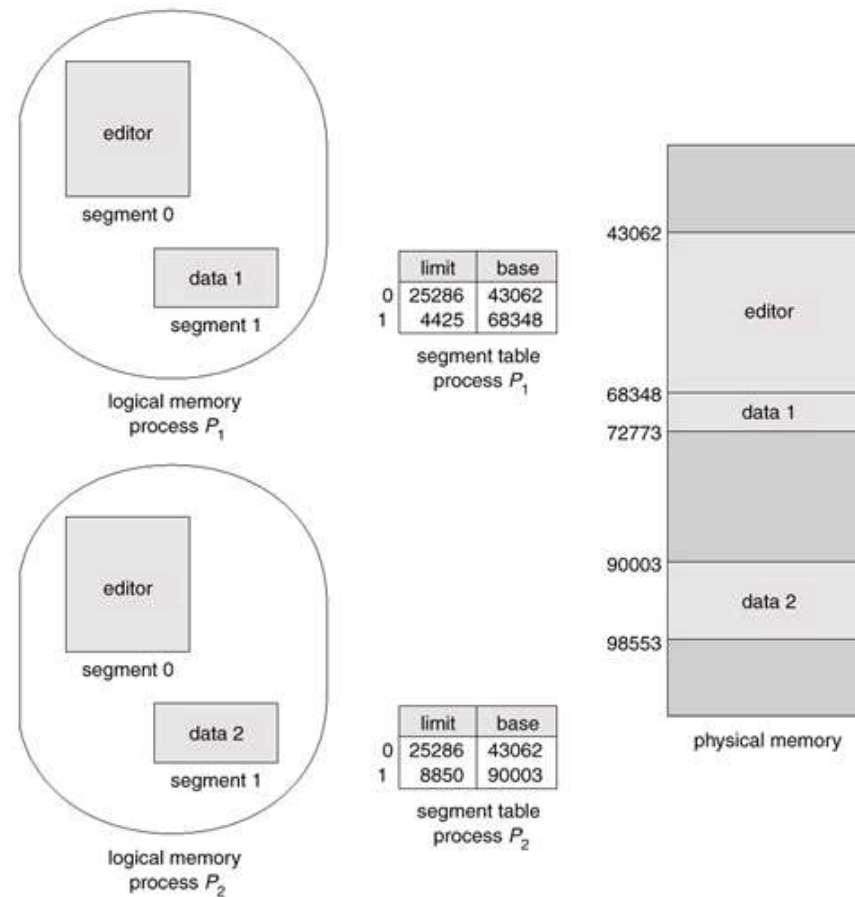 editor
segment 0
data 1
segment 1
logical memory
process P1
limit base
0 25286 43062
1 4425 68348
segment table
process P1
43062
editor
68348
data 1
72773
90003
data 2
98553
physical memory
editor
segment 0
data 2
segment 1
logical memory
process P2
limit base
0 25286 43062
1 8850 90003
segment table
process P2